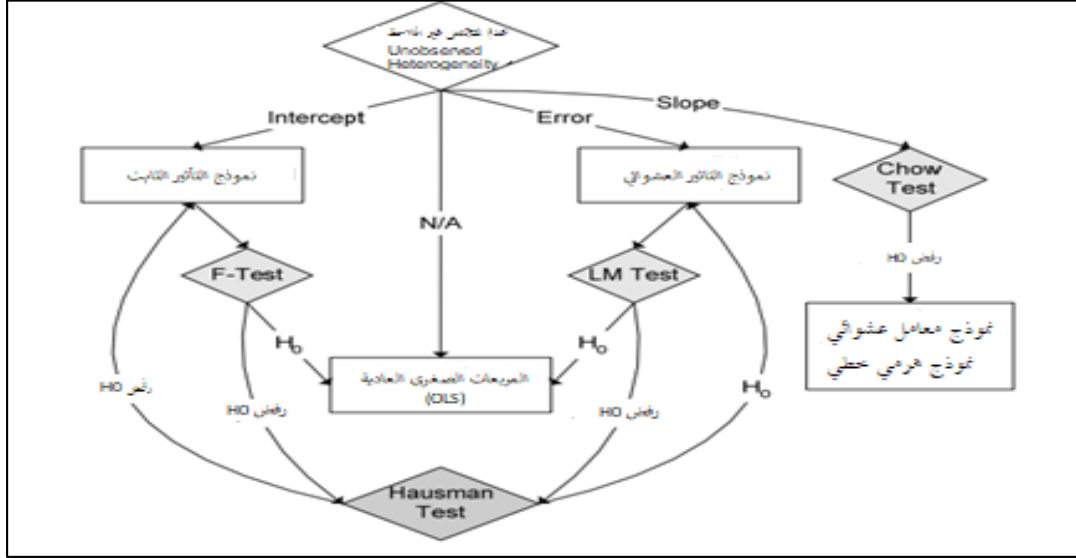 Unobserved
Heterogeneity
Intercept
Error
Slope
نموذج التأثير الثابت
نموذج التاثير العشوائي
Chow
Test
N/A
F-Test
LM Test
رفض H0
H₀
H₀
نموذج معامل عشوائي
نموذج هرمي خطي
المربعات الصغرى العادية
(OLS)
رفض H0
رفض H0
رفض H0
H₀
Hausman
Test